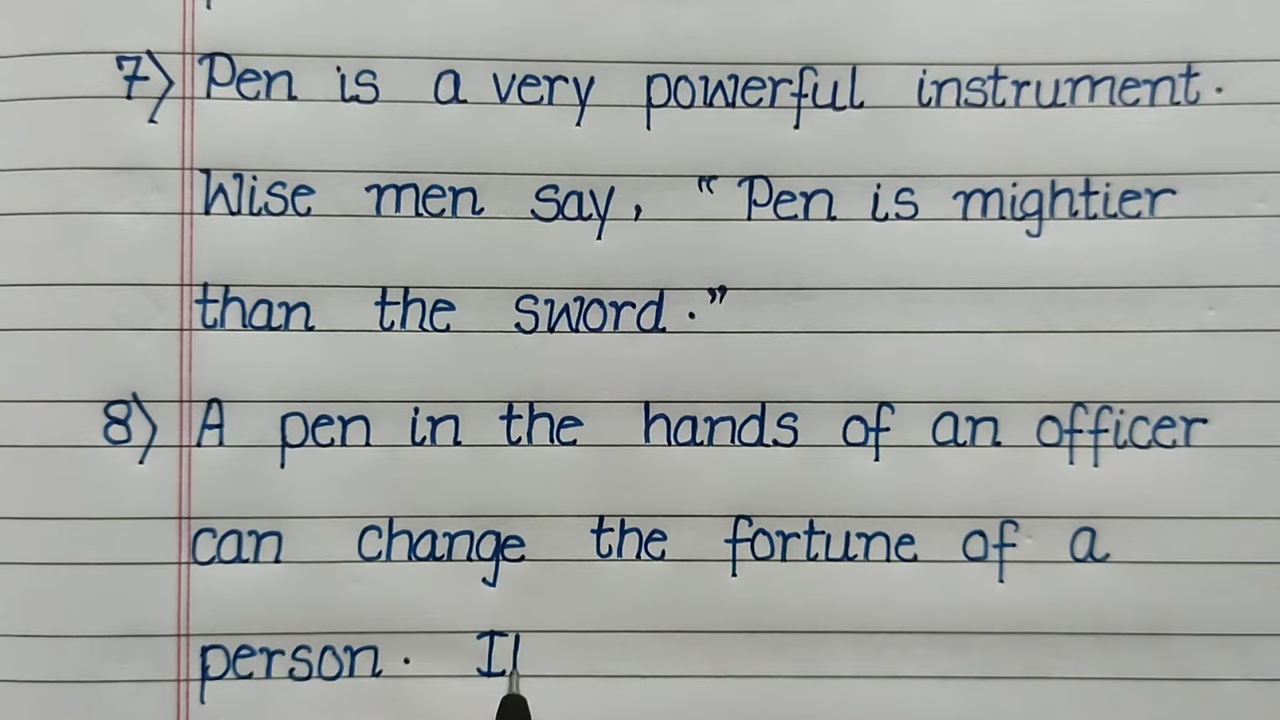 7) Pen is a very powerful instrument.
Wise men say, "Pen is mightier
than the sword."
8) A pen in the hands of an officer
can change the fortune of a
person.